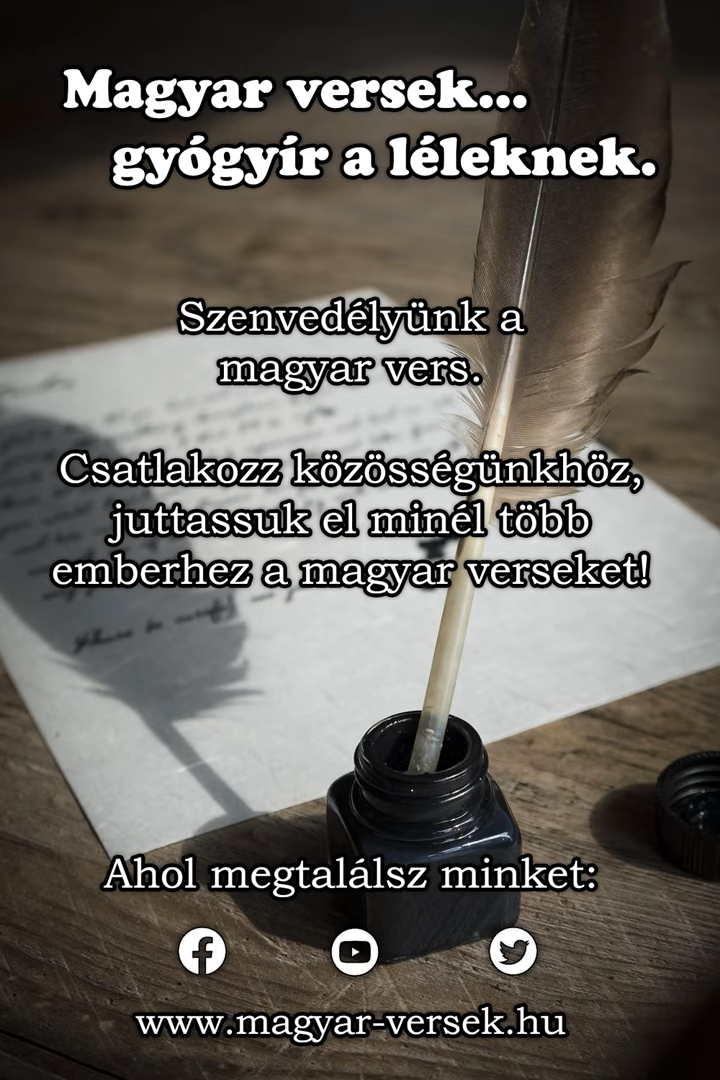 Magyar versek...
gyógyír a léleknek.
Szenvedélyünk a
magyar vers.
Csatlakozz közösségünkhöz,
juttassuk el minél több
emberhez a magyar verseket!
Ahol megtalálsz minket:
www.magyar-versek.hu